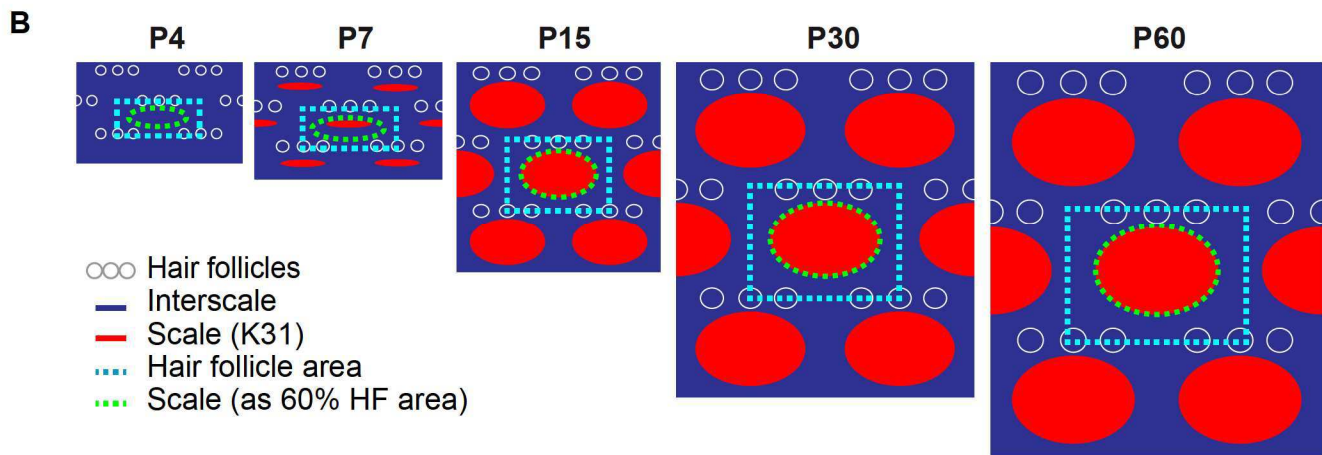 B
P4
P7
P15
P30
P60
Hair follicles
Interscale
Scale (K31)
Hair follicle area
Scale (as 60% HF area)